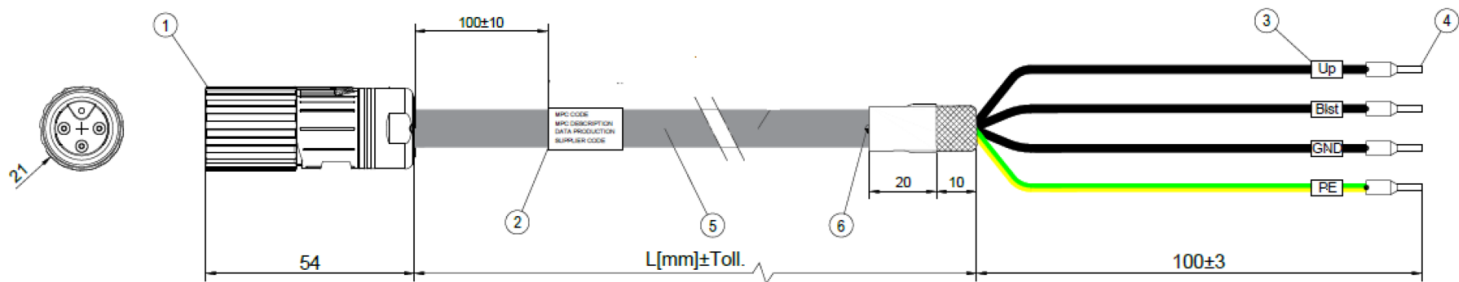 1
100±10
3
4
Up
Blst
GND
PE
MPC CODE
MPC DESCRIPTION
DATA PRODUCTION
SUPPLIER CODE
21
2
5
6
20
10
54
L[mm]±Toll.
100±3